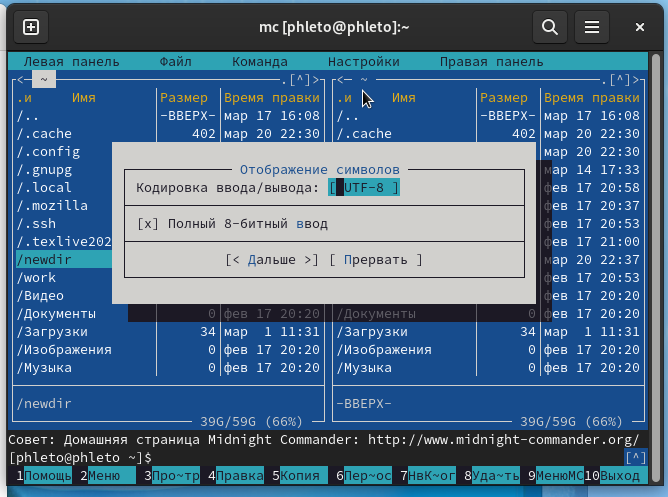 mc [phleto@phleto]:~
Левая панель Файл Команда Настройки Правая панель
<— ~ .[^]> <— ~ .[^]>
.и Имя Размер Время правки .и Имя Размер Время правки
/.. -ВВЕРХ- мар 17 16:08 /.. -ВВЕРХ- мар 17 16:08
/.cache 402 мар 20 22:30 /.cache 402 мар 20 22:30
/.config мар 20 22:30
/.gnupg мар 14 17:33
/.local фев 17 20:58
/.mozilla фев 17 20:37
/.ssh фев 17 20:53
/.texlive202 фев 17 21:00
/newdir мар 20 22:37
/work фев 17 20:53
/Видео фев 17 20:20
Отображение символов
Кодировка ввода/вывода: [ UTF-8 ]
[x] Полный 8-битный ввод
[< Дальше >] [ Прервать ]
/Документы 0 фев 17 20:20 /Документы 0 фев 17 20:20
/Загрузки 34 мар 1 11:31 /Загрузки 34 мар 1 11:31
/Изображения 0 фев 17 20:20 /Изображения 0 фев 17 20:20
/Музыка 0 фев 17 20:20 /Музыка 0 фев 17 20:20
/newdir -ВВЕРХ-
39G/59G (66%) 39G/59G (66%)
Совет: Домашняя страница Midnight Commander: http://www.midnight-commander.org/
[phleto@phleto ~]$ [^]
1Помощь 2Меню 3Про~тр 4Правка 5Копия 6Пер~ос 7НвК~ог 8Уда~ть 9МенюMC 10Выход